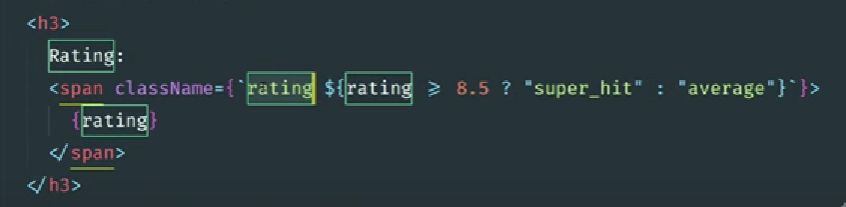 <h3>
Rating:
<span className={`rating ${rating >= 8.5 ? "super_hit" : "average"}`}>
{rating}
</span>
</h3>